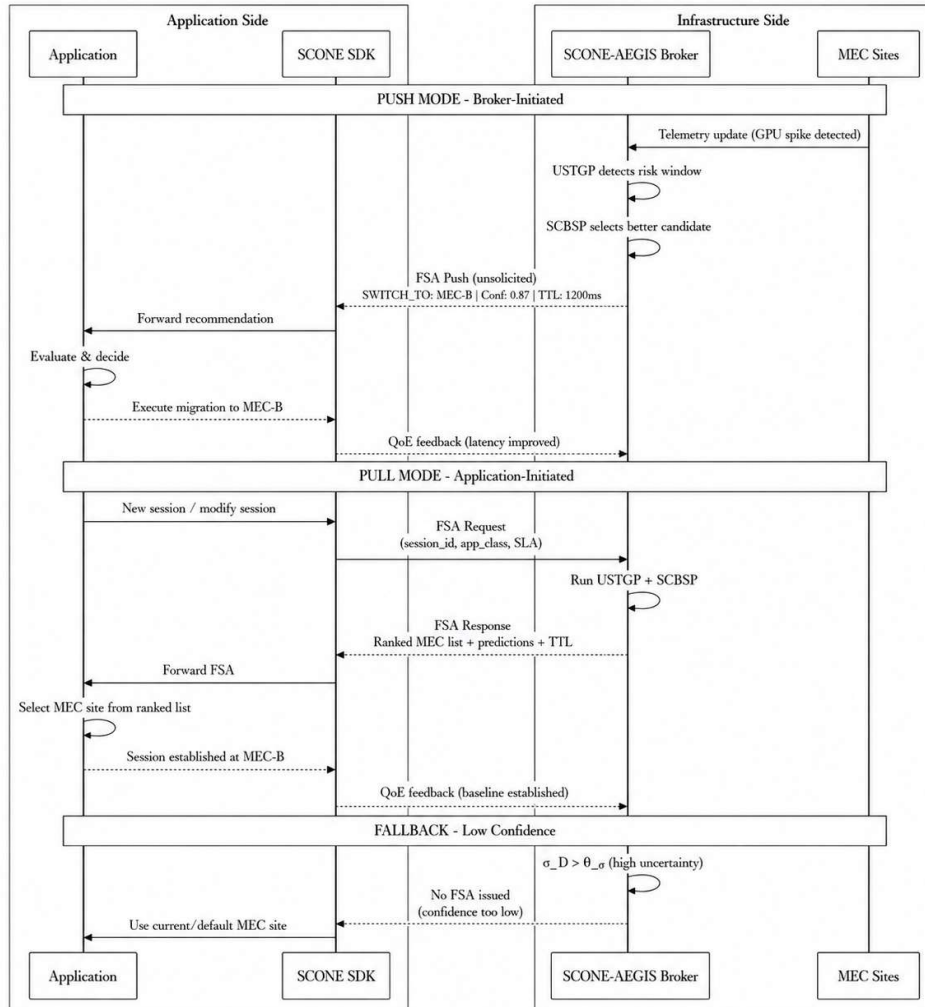 Application Side
Infrastructure Side
Application
SCONE SDK
SCONE-AEGIS Broker
MEC Sites
PUSH MODE - Broker-Initiated
Telemetry update (GPU spike detected)
USTGP detects risk window
SCBSP selects better candidate
FSA Push (unsolicited)
SWITCH_TO: MEC-B | Conf: 0.87 | TTL: 1200ms
Forward recommendation
Evaluate & decide
Execute migration to MEC-B
QoE feedback (latency improved)
PULL MODE - Application-Initiated
New session / modify session
FSA Request
(session_id, app_class, SLA)
Run USTGP + SCBSP
FSA Response
Ranked MEC list + predictions + TTL
Forward FSA
Select MEC site from ranked list
Session established at MEC-B
QoE feedback (baseline established)
FALLBACK - Low Confidence
σ_D > θ_σ (high uncertainty)
No FSA issued
(confidence too low)
Use current/default MEC site
Application
SCONE SDK
SCONE-AEGIS Broker
MEC Sites